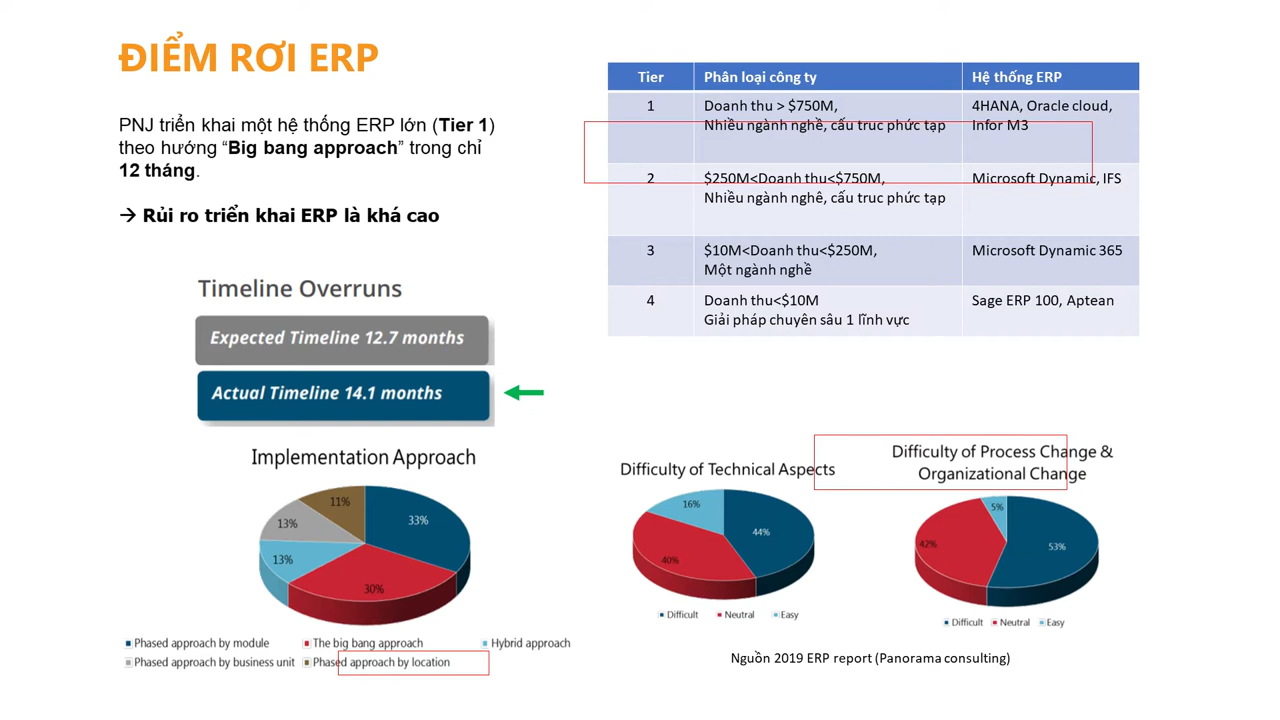 ĐIỂM RƠI ERP
PNJ triển khai một hệ thống ERP lớn (Tier 1)
theo hướng “Big bang approach” trong chỉ
12 tháng.
→ Rủi ro triển khai ERP là khá cao
Tier Phân loại công ty Hệ thống ERP
1 Doanh thu > $750M, 4HANA, Oracle cloud,
Nhiều ngành nghề, cấu truc phức tạp Infor M3
2 $250M<Doanh thu<$750M, Microsoft Dynamic, IFS
Nhiều ngành nghê, cấu truc phức tạp
3 $10M<Doanh thu<$250M, Microsoft Dynamic 365
Một ngành nghề
4 Doanh thu<$10M Sage ERP 100, Aptean
Giải pháp chuyên sâu 1 lĩnh vực
Timeline Overruns
Expected Timeline 12.7 months
Actual Timeline 14.1 months
Implementation Approach
11%
33%
13%
13%
30%
Phased approach by module The big bang approach Hybrid approach
Phased approach by business unit Phased approach by location
Difficulty of Technical Aspects
16%
44%
40%
Difficult Neutral Easy
Difficulty of Process Change &
Organizational Change
5%
42%
53%
Difficult Neutral Easy
Nguồn 2019 ERP report (Panorama consulting)